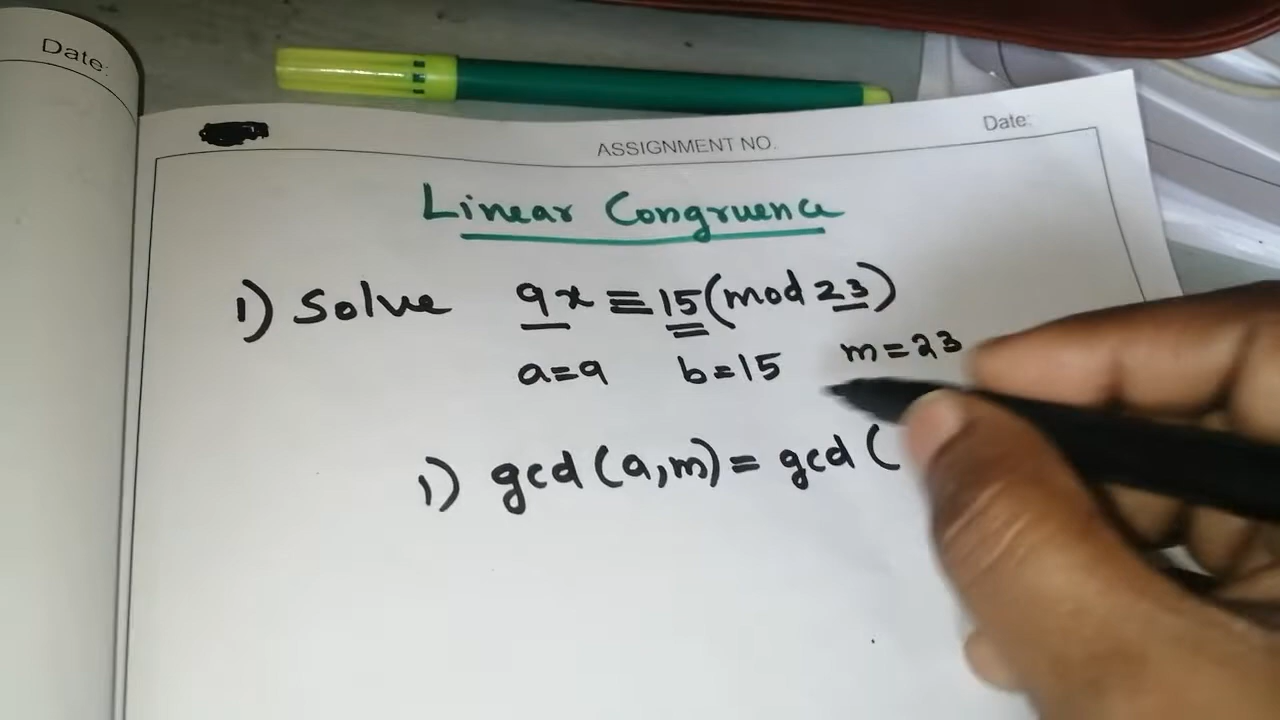 Date:
ASSIGNMENT NO.
Date:
Linear Congruence
1) Solve 9x ≡ 15(mod 23)
a=9 b=15 m=23
1) gcd(a,m)= gcd(